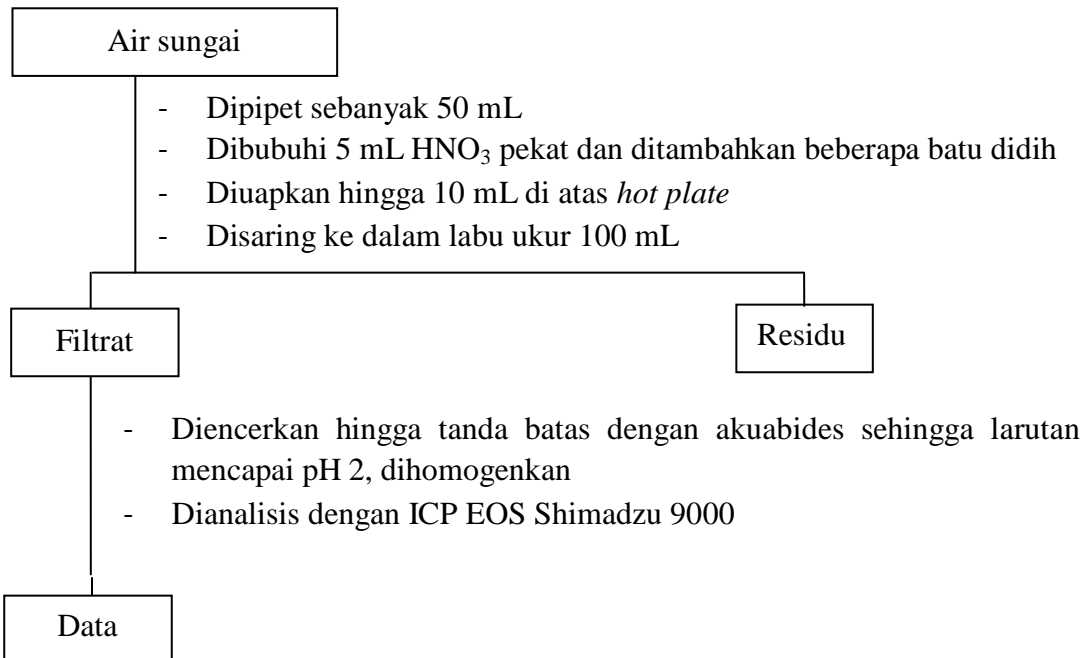 Air sungai
- Dipipet sebanyak 50 mL
- Dibubuhi 5 mL HNO₃ pekat dan ditambahkan beberapa batu didih
- Diuapkan hingga 10 mL di atas hot plate
- Disaring ke dalam labu ukur 100 mL
Filtrat
Residu
- Diencerkan hingga tanda batas dengan akuabides sehingga larutan
mencapai pH 2, dihomogenkan
- Dianalisis dengan ICP EOS Shimadzu 9000
Data